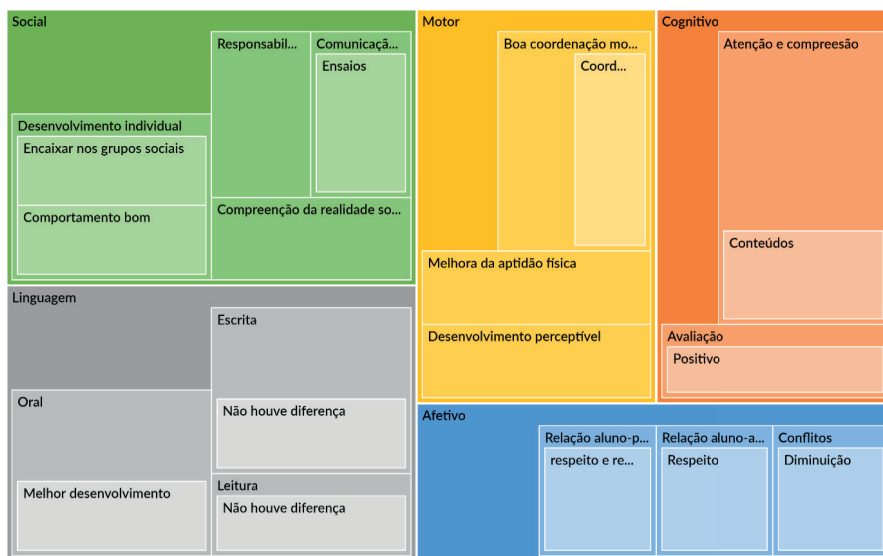 Social
Responsabil...
Comunicaçã...
Ensaios
Desenvolvimento individual
Encaixar nos grupos sociais
Comportamento bom
Compreenção da realidade so...
Motor
Boa coordenação mo...
Coord...
Melhora da aptidão física
Desenvolvimento perceptível
Cognitivo
Atenção e compreesão
Conteúdos
Avaliação
Positivo
Linguagem
Escrita
Não houve diferença
Oral
Melhor desenvolvimento
Leitura
Não houve diferença
Afetivo
Relação aluno-p...
respeito e re...
Relação aluno-a...
Respeito
Conflitos
Diminuição